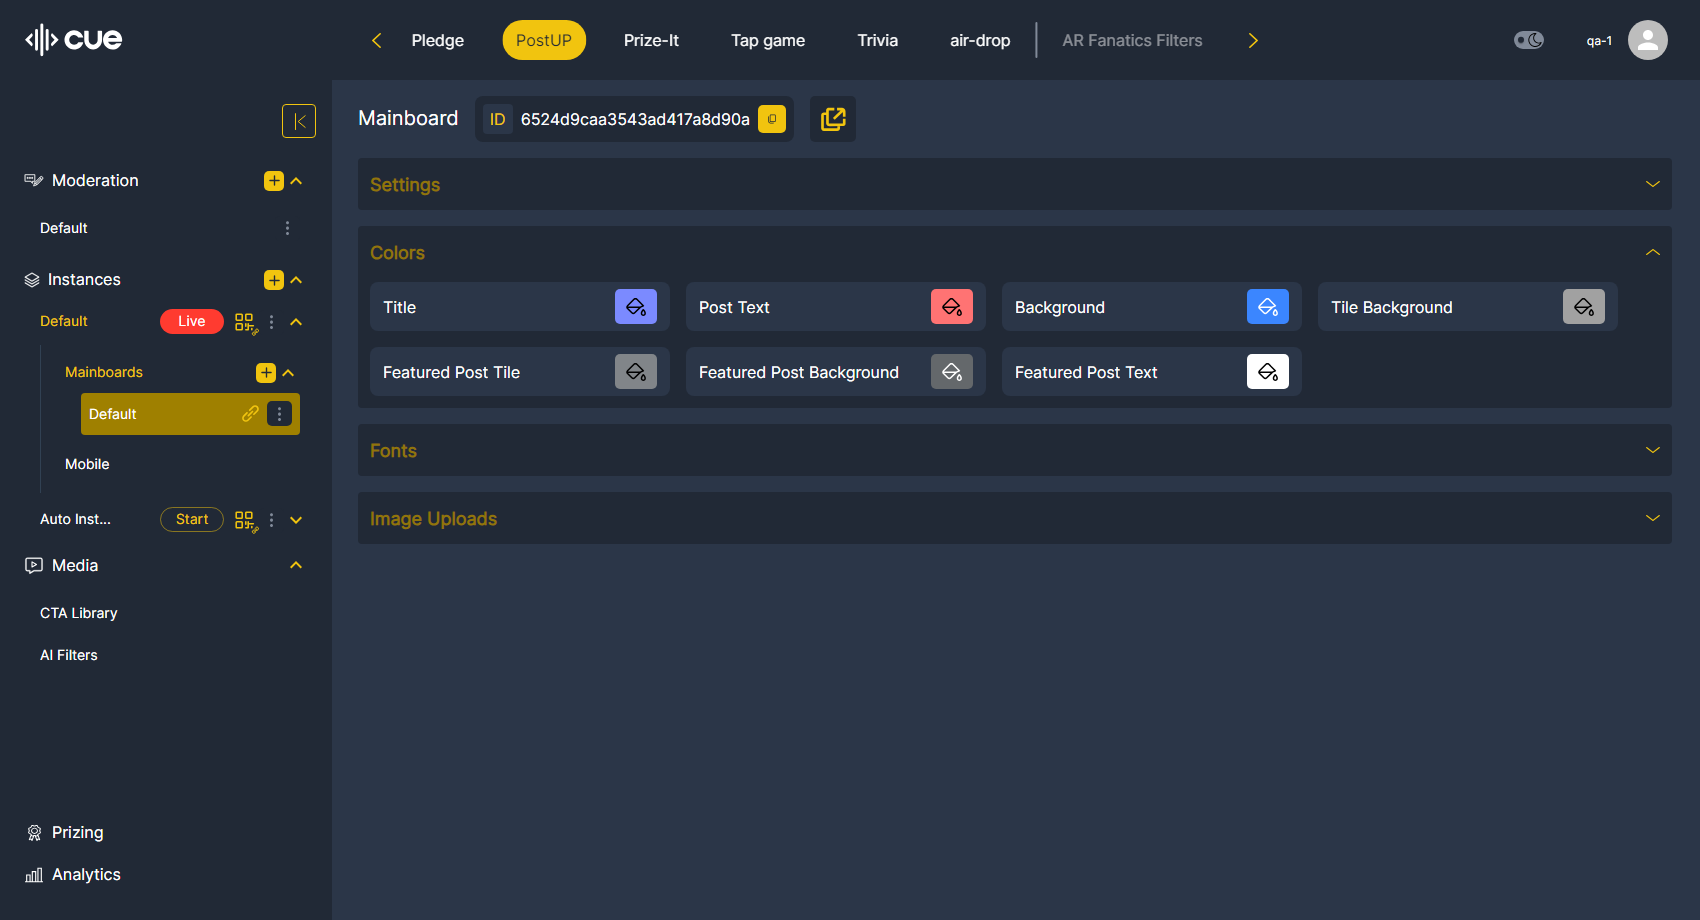 cue
Pledge
PostUP
Prize-It
Tap game
Trivia
air-drop
AR Fanatics Filters
qa-1
Moderation
Default
Instances
Default
Live
Mainboards
Default
Mobile
Auto Inst...
Start
Media
CTA Library
AI Filters
Prizing
Analytics
Mainboard
ID
6524d9caa3543ad417a8d90a
Settings
Colors
Title
Post Text
Background
Tile Background
Featured Post Tile
Featured Post Background
Featured Post Text
Fonts
Image Uploads